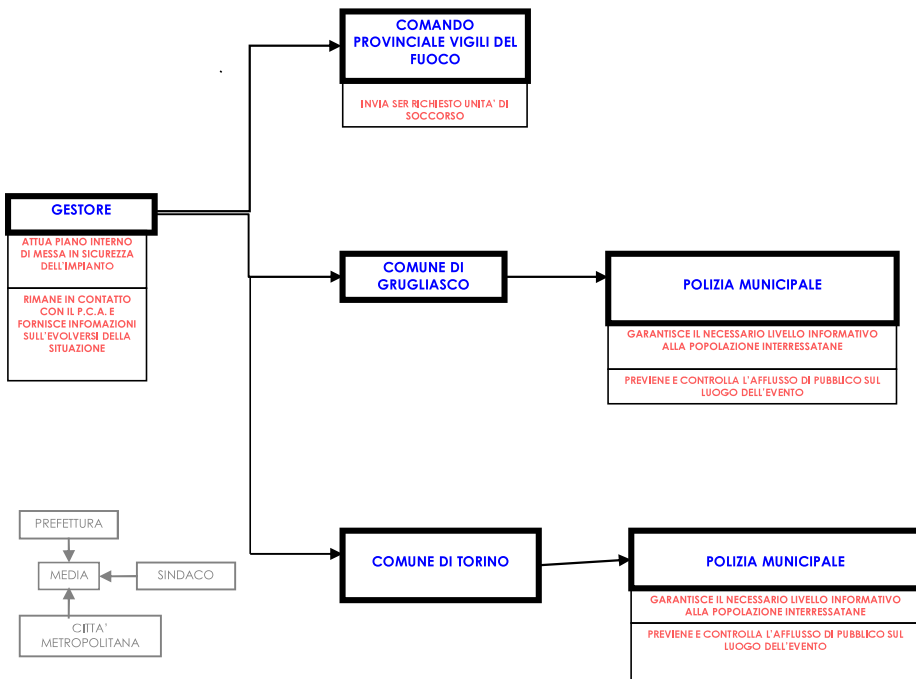 COMANDO
PROVINCIALE VIGILI DEL
FUOCO
INVIA SER RICHIESTO UNITA' DI
SOCCORSO
GESTORE
ATTUA PIANO INTERNO
DI MESSA IN SICUREZZA
DELL'IMPIANTO
RIMANE IN CONTATTO
CON IL P.C.A. E
FORNISCE INFOMAZIONI
SULL'EVOLVERSI DELLA
SITUAZIONE
COMUNE DI
GRUGLIASCO
POLIZIA MUNICIPALE
GARANTISCE IL NECESSARIO LIVELLO INFORMATIVO
ALLA POPOLAZIONE INTERRESSATANE
PREVIENE E CONTROLLA L'AFFLUSSO DI PUBBLICO SUL
LUOGO DELL'EVENTO
PREFETTURA
MEDIA
SINDACO
CITTA'
METROPOLITANA
COMUNE DI TORINO
POLIZIA MUNICIPALE
GARANTISCE IL NECESSARIO LIVELLO INFORMATIVO
ALLA POPOLAZIONE INTERRESSATANE
PREVIENE E CONTROLLA L'AFFLUSSO DI PUBBLICO SUL
LUOGO DELL'EVENTO